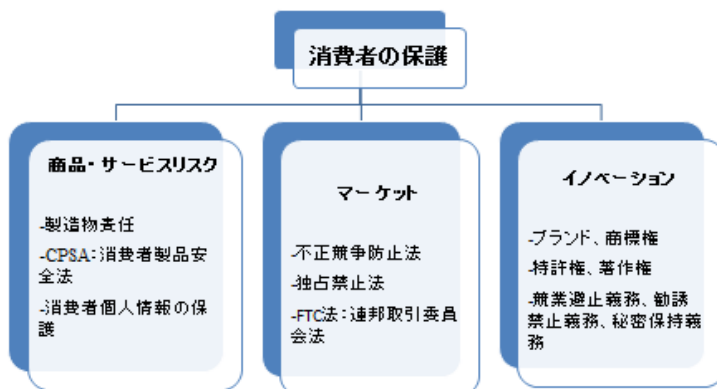 消費者の保護
商品・サービスリスク
-製造物責任
-CPSA：消費者製品安
全法
-消費者個人情報の保
護
マーケット
-不正競争防止法
-独占禁止法
-FTC法：連邦取引委員
会法
イノベーション
-ブランド、商標権
-特許権、著作権
-競業避止義務、勧誘
禁止義務、秘密保持義
務